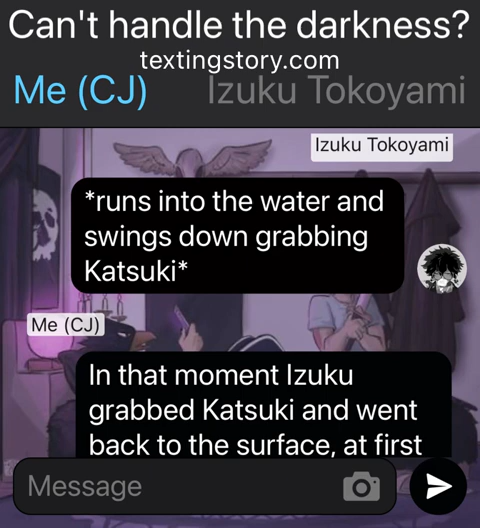 Can't handle the darkness?
textingstory.com
Me (CJ)
Izuku Tokoyami
Izuku Tokoyami
*runs into the water and
swings down grabbing
Katsuki*
Me (CJ)
In that moment Izuku
grabbed Katsuki and went
back to the surface, at first
Message